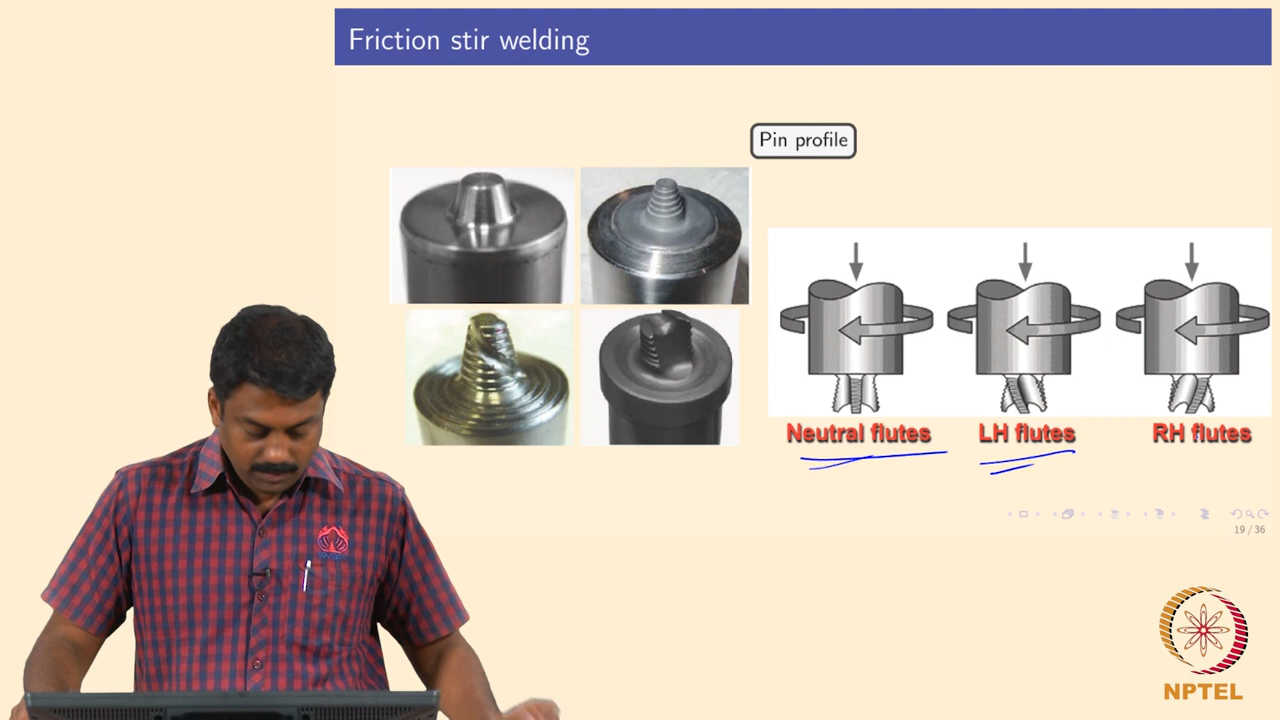 Friction stir welding
Pin profile
Neutral flutes
LH flutes
RH flutes
19 / 36
NPTEL